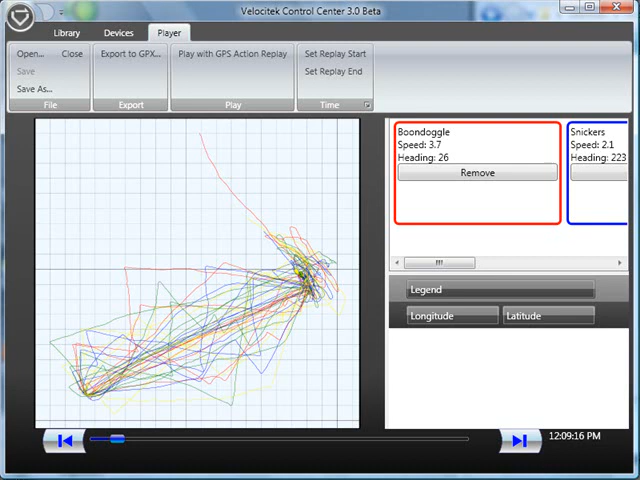 Velocitek Control Center 3.0 Beta
Library Devices Player
Open... Close Export to GPX... Play with GPS Action Replay Set Replay Start
Save Set Replay End
Save As...
File Export Play Time
Boondoggle
Speed: 3.7
Heading: 26
Remove
Snickers
Speed: 2.1
Heading: 223
Legend
Longitude Latitude
12:09:16 PM